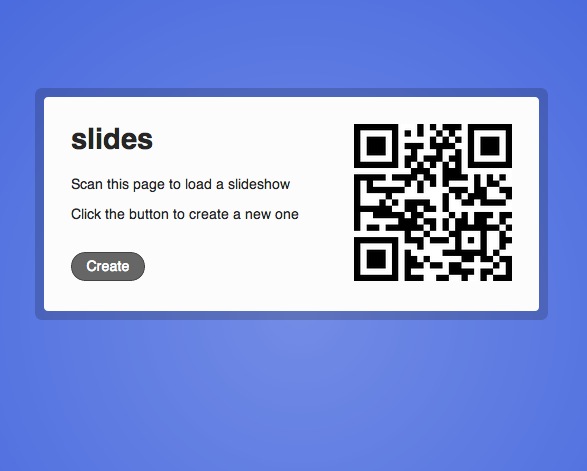 slides
Scan this page to load a slideshow
Click the button to create a new one
Create